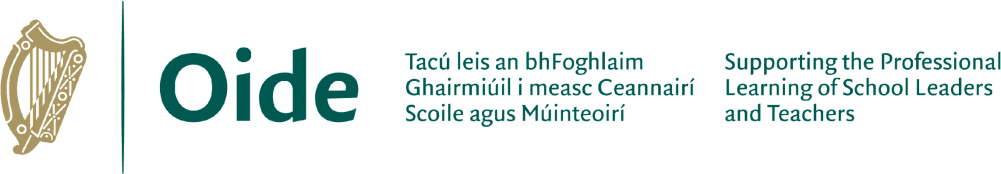 Oide
Tacú leis an bhFoghlaim
Ghairmiúil i measc Ceannairí
Scoile agus Múinteoirí
Supporting the Professional
Learning of School Leaders
and Teachers